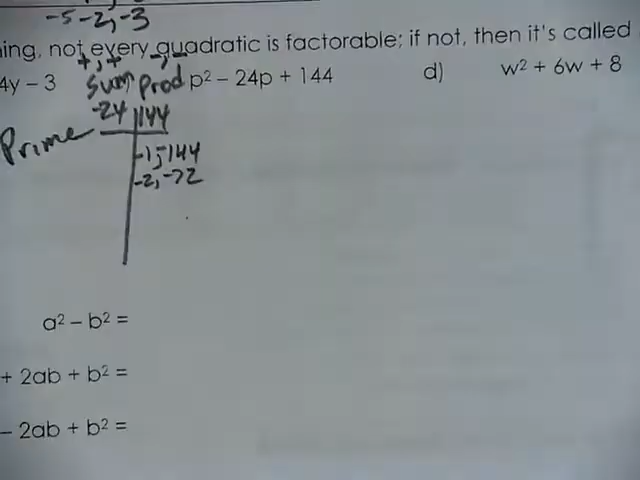 -5 -2, -3
ing, not every quadratic is factorable; if not, then it's called
+, + -, -
4y – 3 sum prod p² – 24p + 144 d) w² + 6w + 8
-24 144
Prime
-1, -144
-2, -72
a² – b² =
+ 2ab + b² =
– 2ab + b² =